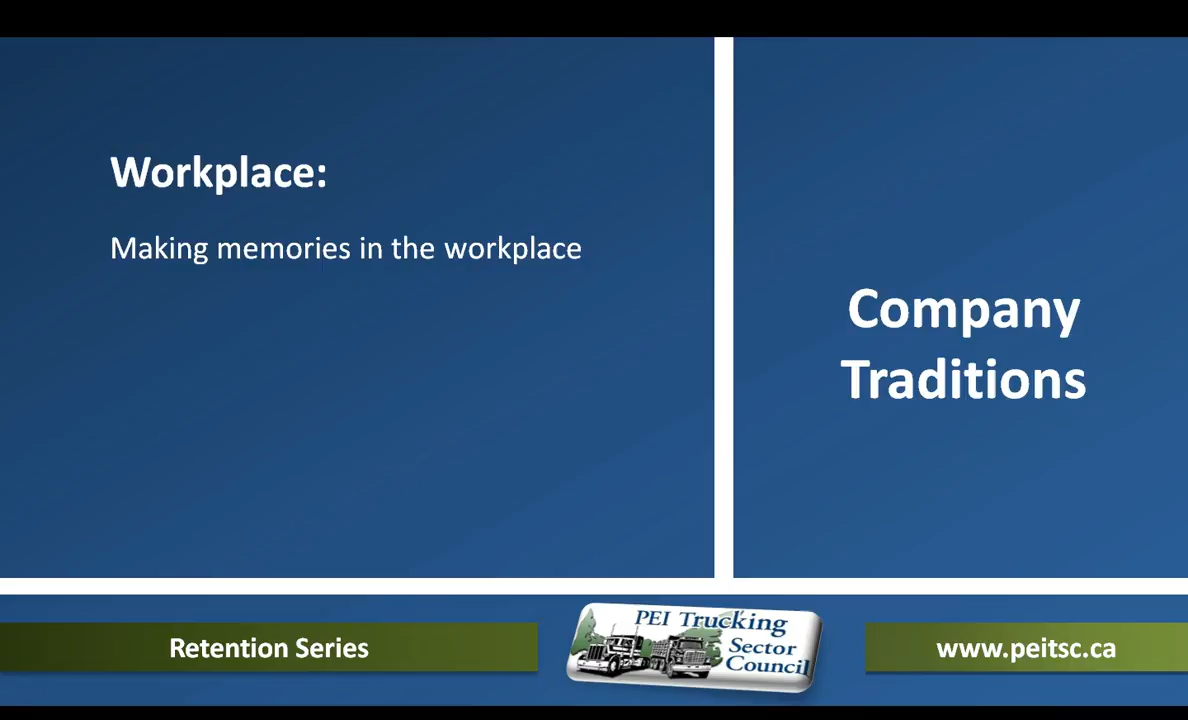 Workplace:
Making memories in the workplace
Company
Traditions
Retention Series
PEI Trucking
Sector
Council
www.peitsc.ca